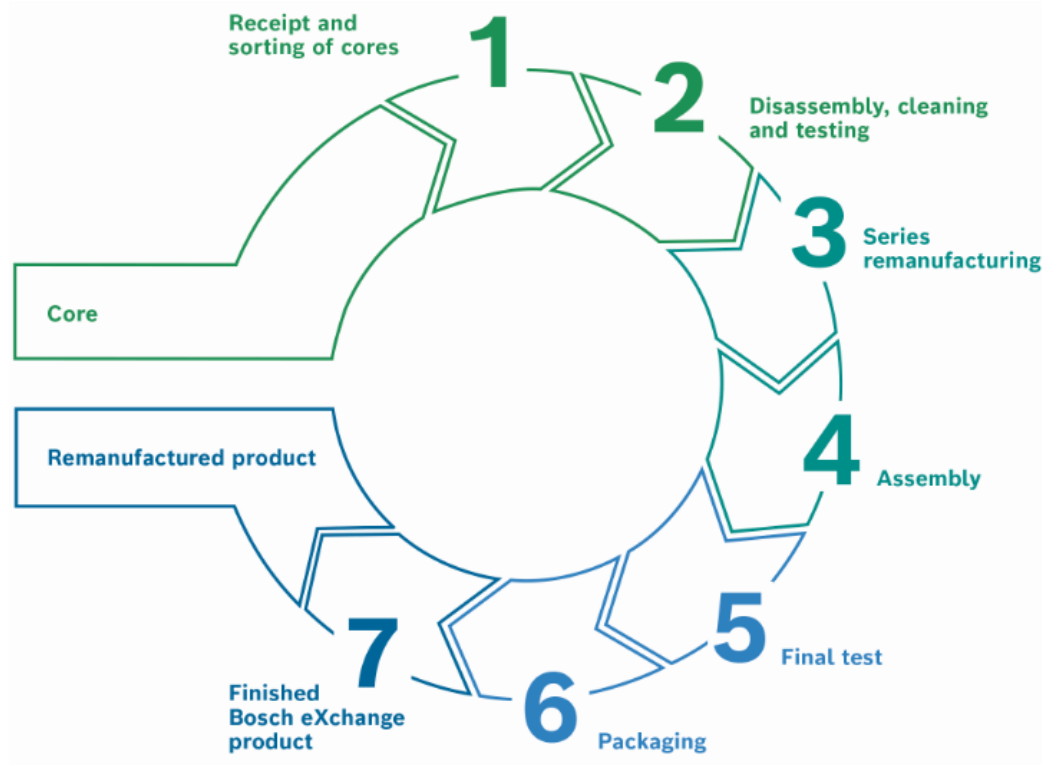 Receipt and
sorting of cores
1
2
Disassembly, cleaning
and testing
3
Series
remanufacturing
Core
Remanufactured product
4
Assembly
5
Final test
6
Packaging
7
Finished
Bosch eXchange
product